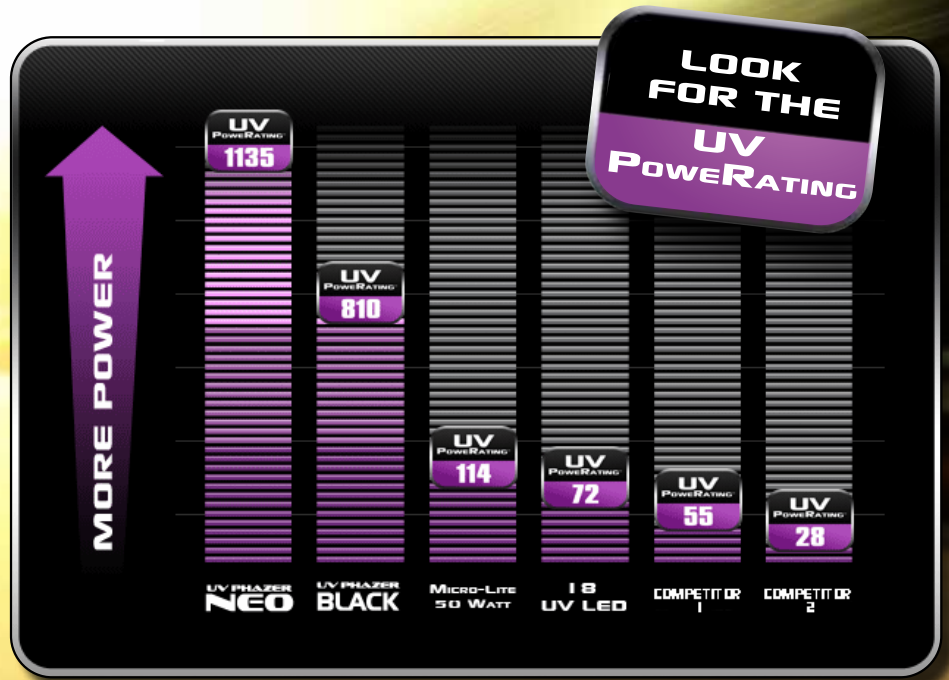 LOOK
FOR THE
UV
POWERATING
UV
POWERATING
1135
UV
POWERATING
810
UV
POWERATING
114
UV
POWERATING
72
UV
POWERATING
55
UV
POWERATING
28
MORE POWER
UV PHAZER
NEO
UV PHAZER
BLACK
MICRO-LITE
50 WATT
18
UV LED
COMPETITOR
1
COMPETITOR
2